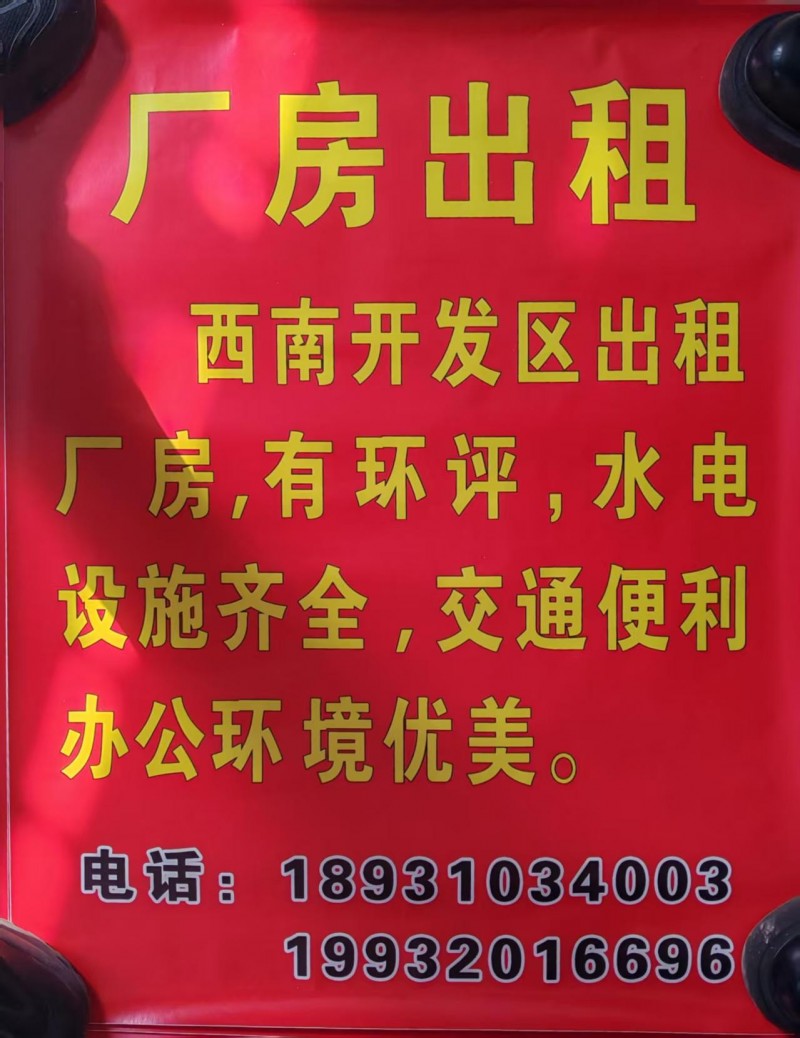 厂房出租
西南开发区出租
厂房,有环评,水电
设施齐全,交通便利
办公环境优美。
电话：18931034003
19932016696